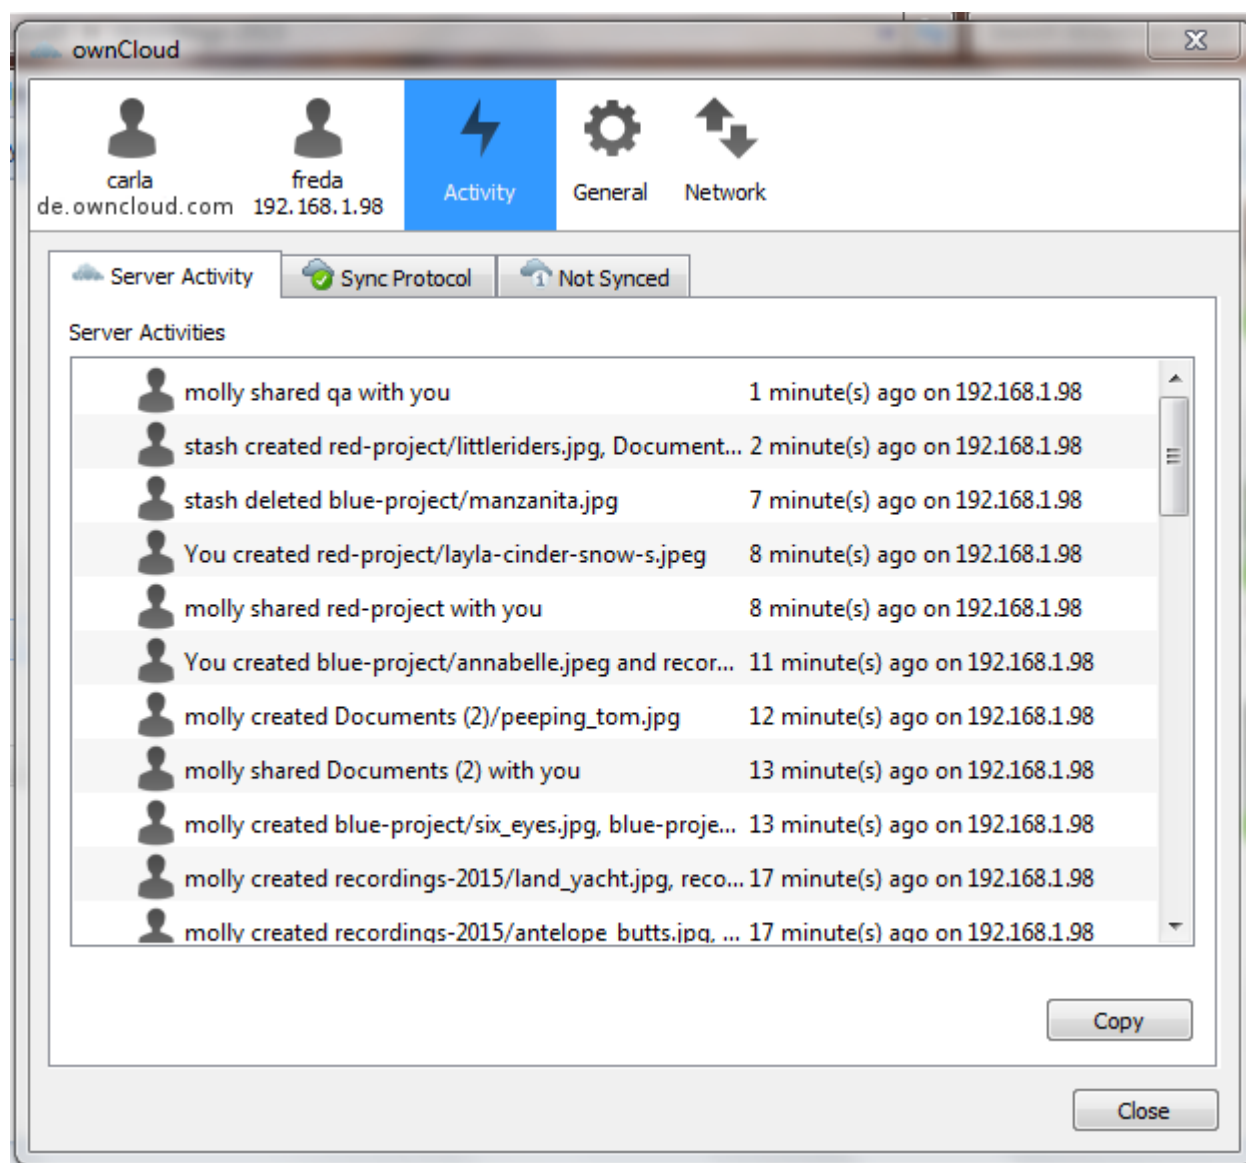 ownCloud
carla
de.owncloud.com
freda
192.168.1.98
Activity
General
Network
Server Activity
Sync Protocol
Not Synced
Server Activities
molly shared qa with you 1 minute(s) ago on 192.168.1.98
stash created red-project/littleriders.jpg, Document... 2 minute(s) ago on 192.168.1.98
stash deleted blue-project/manzanita.jpg 7 minute(s) ago on 192.168.1.98
You created red-project/layla-cinder-snow-s.jpeg 8 minute(s) ago on 192.168.1.98
molly shared red-project with you 8 minute(s) ago on 192.168.1.98
You created blue-project/annabelle.jpeg and recor... 11 minute(s) ago on 192.168.1.98
molly created Documents (2)/peeping_tom.jpg 12 minute(s) ago on 192.168.1.98
molly shared Documents (2) with you 13 minute(s) ago on 192.168.1.98
molly created blue-project/six_eyes.jpg, blue-proje... 13 minute(s) ago on 192.168.1.98
molly created recordings-2015/land_yacht.jpg, reco... 17 minute(s) ago on 192.168.1.98
molly created recordings-2015/antelope_butts.jpg, ... 17 minute(s) ago on 192.168.1.98
Copy
Close